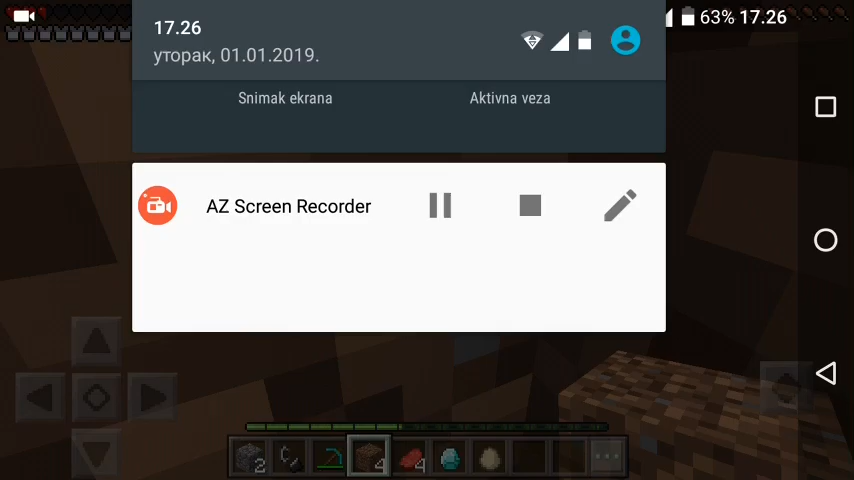 17.26
63% 17.26
уторак, 01.01.2019.
Snimak ekrana
Aktivna veza
AZ Screen Recorder
2
4
4